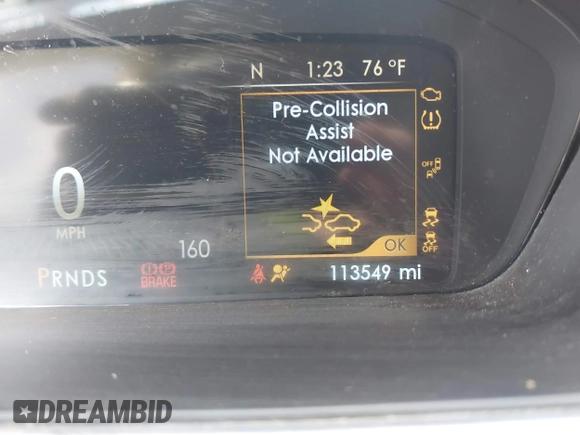 N 1:23 76 °F
Pre-Collision
Assist
Not Available
OFF
0
MPH
160
OK
OFF
PRNDS
BRAKE
113549 mi
DREAMBID